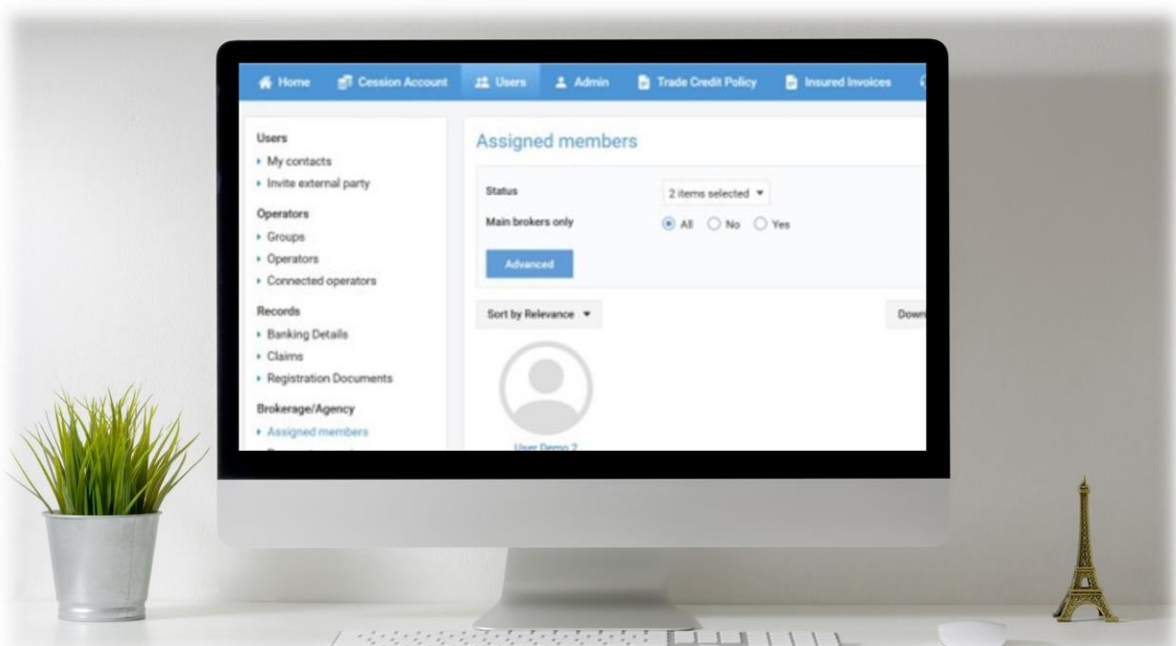 Home Cession Account Users Admin Trade Credit Policy Insured Invoices
Users
My contacts
Invite external party
Operators
Groups
Operators
Connected operators
Records
Banking Details
Claims
Registration Documents
Brokerage/Agency
Assigned members
Assigned members
Status 2 items selected
Main brokers only All No Yes
Advanced
Sort by Relevance Down
User Demo 2